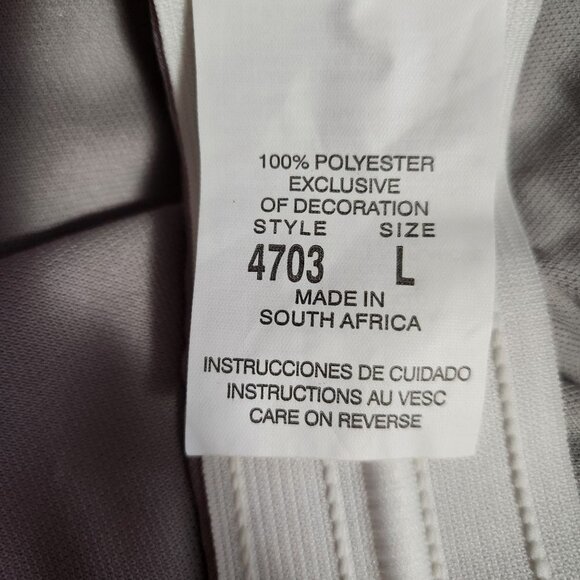 100% POLYESTER
EXCLUSIVE
OF DECORATION
STYLE SIZE
4703 L
MADE IN
SOUTH AFRICA
INSTRUCCIONES DE CUIDADO
INSTRUCTIONS AU VESC
CARE ON REVERSE